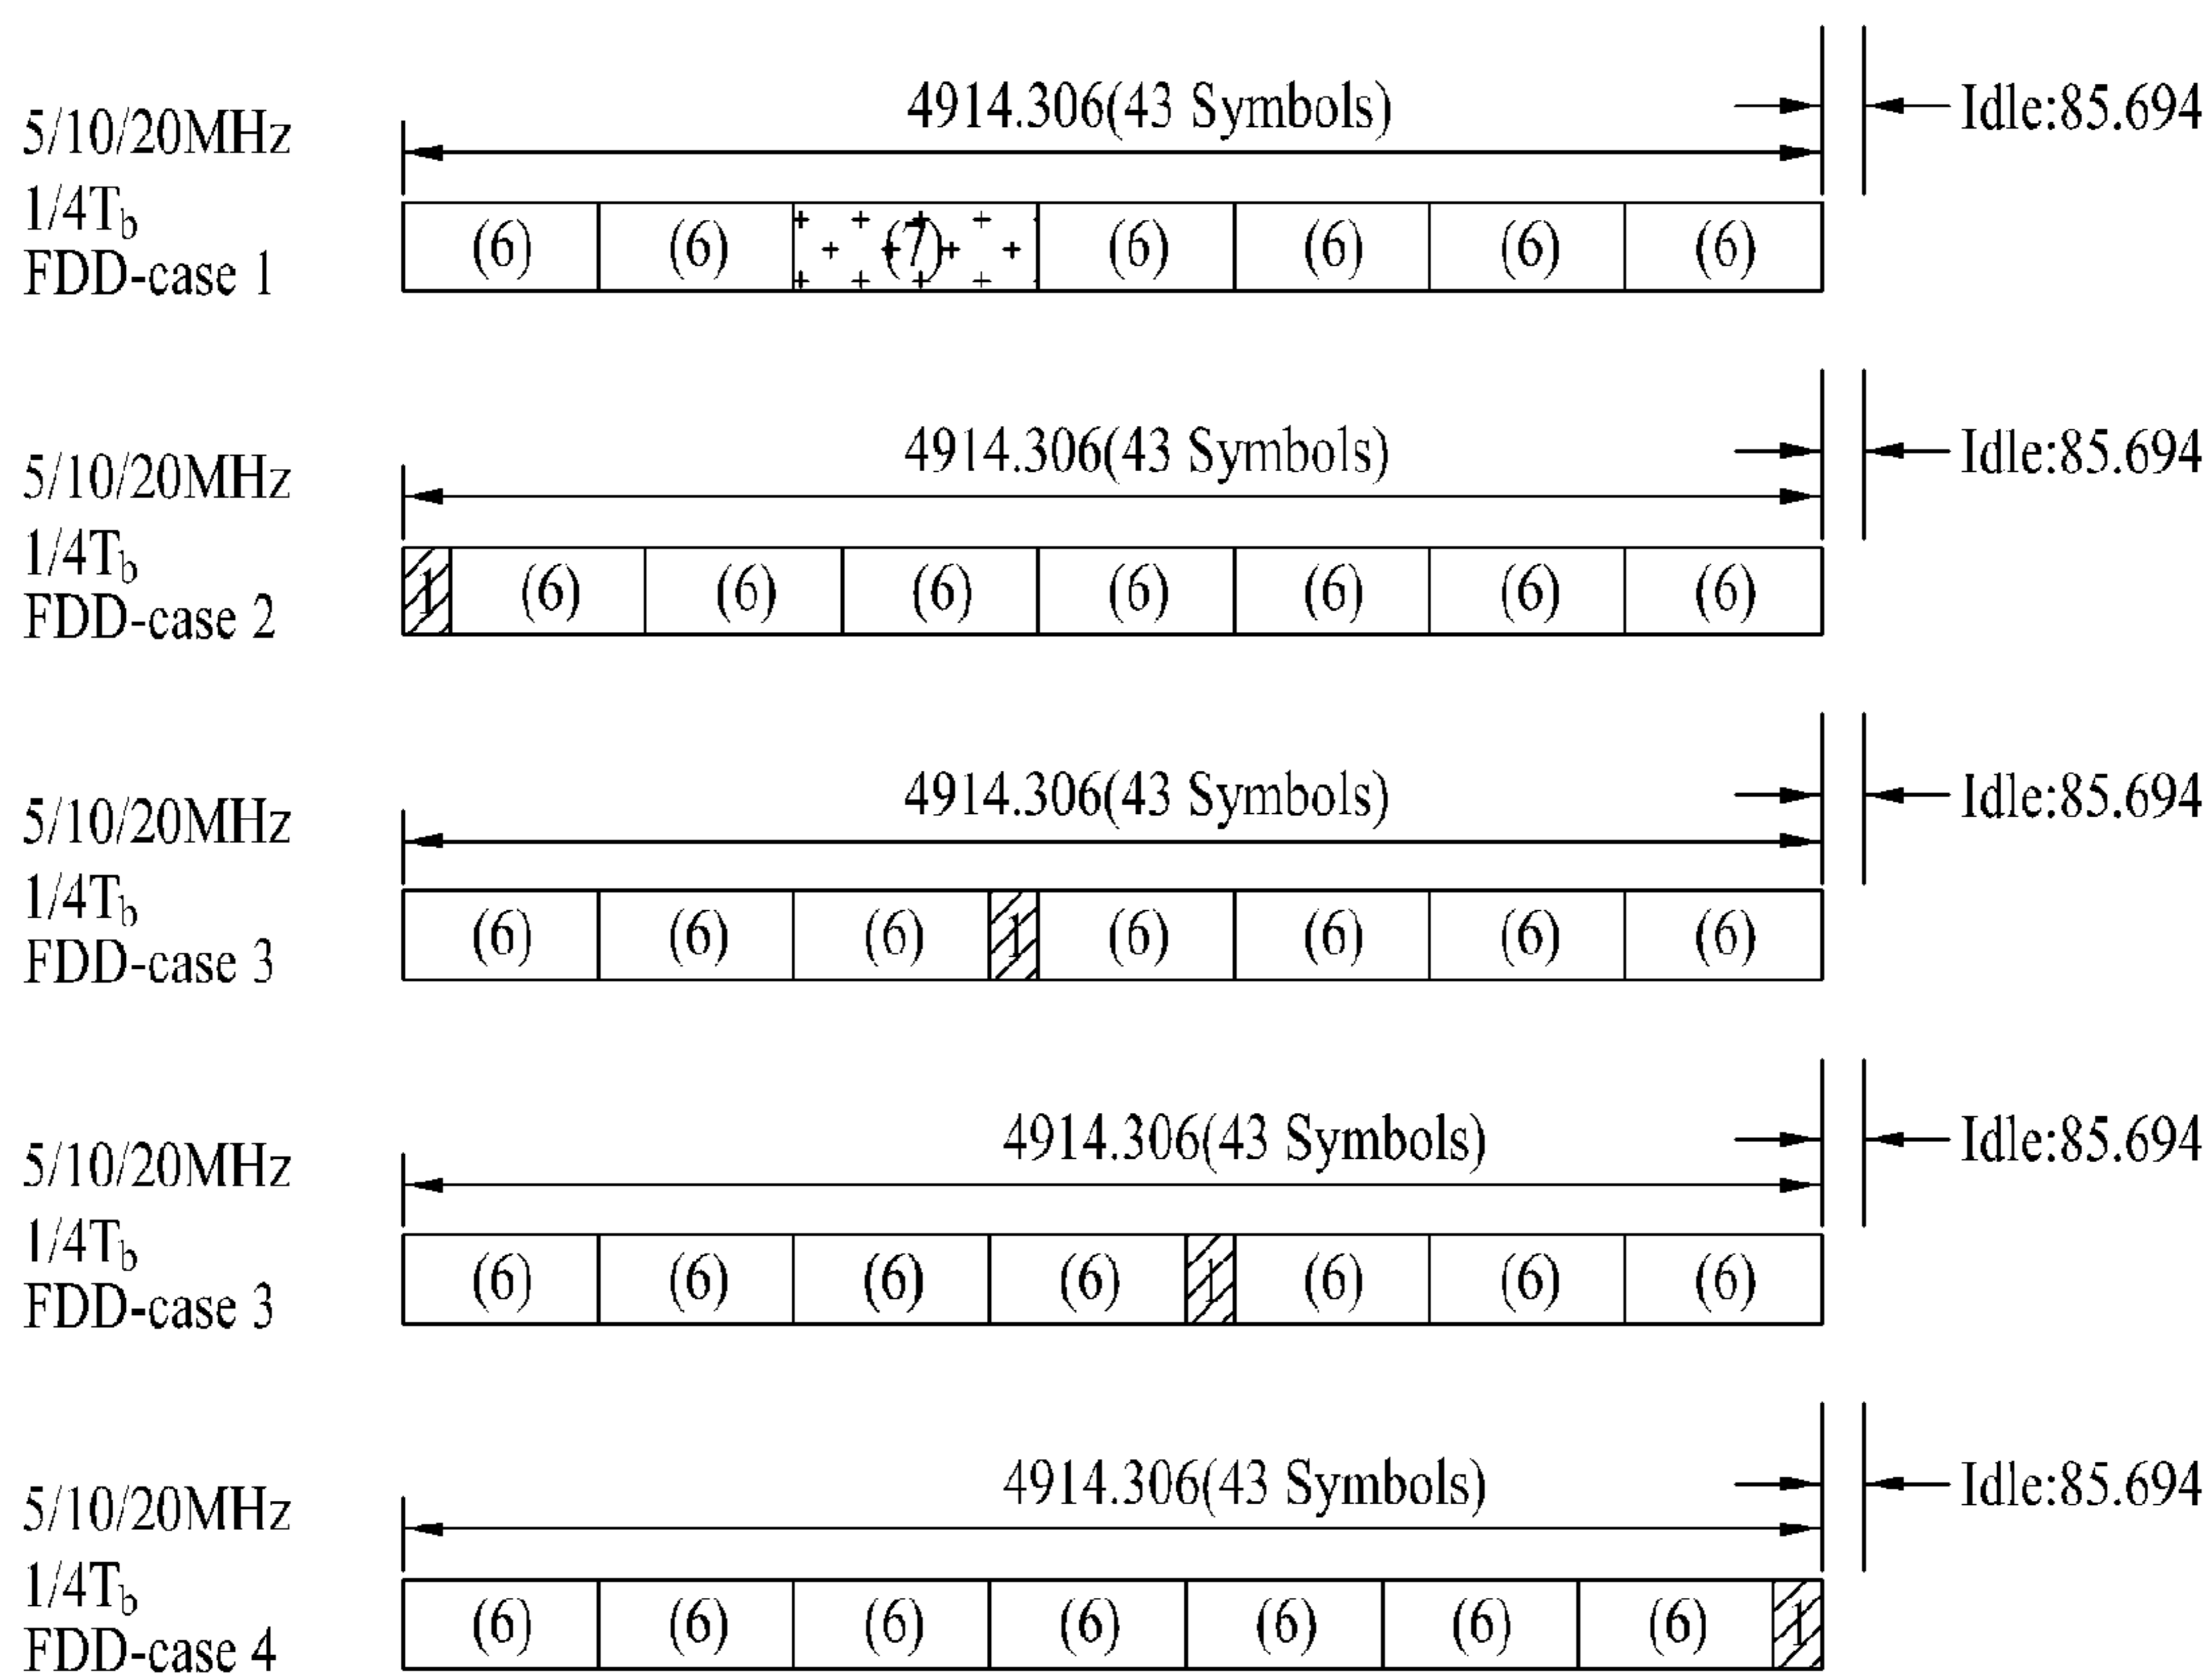 4914.306(43 Symbols)
Idle:85.694
5/10/20MHz
1/4Tb
FDD-case 1
(6) (6) (7) (6) (6) (6) (6)
4914.306(43 Symbols)
Idle:85.694
5/10/20MHz
1/4Tb
FDD-case 2
1 (6) (6) (6) (6) (6) (6) (6)
4914.306(43 Symbols)
Idle:85.694
5/10/20MHz
1/4Tb
FDD-case 3
(6) (6) (6) 1 (6) (6) (6) (6)
4914.306(43 Symbols)
Idle:85.694
5/10/20MHz
1/4Tb
FDD-case 3
(6) (6) (6) (6) 1 (6) (6) (6)
4914.306(43 Symbols)
Idle:85.694
5/10/20MHz
1/4Tb
FDD-case 4
(6) (6) (6) (6) (6) (6) (6) 1